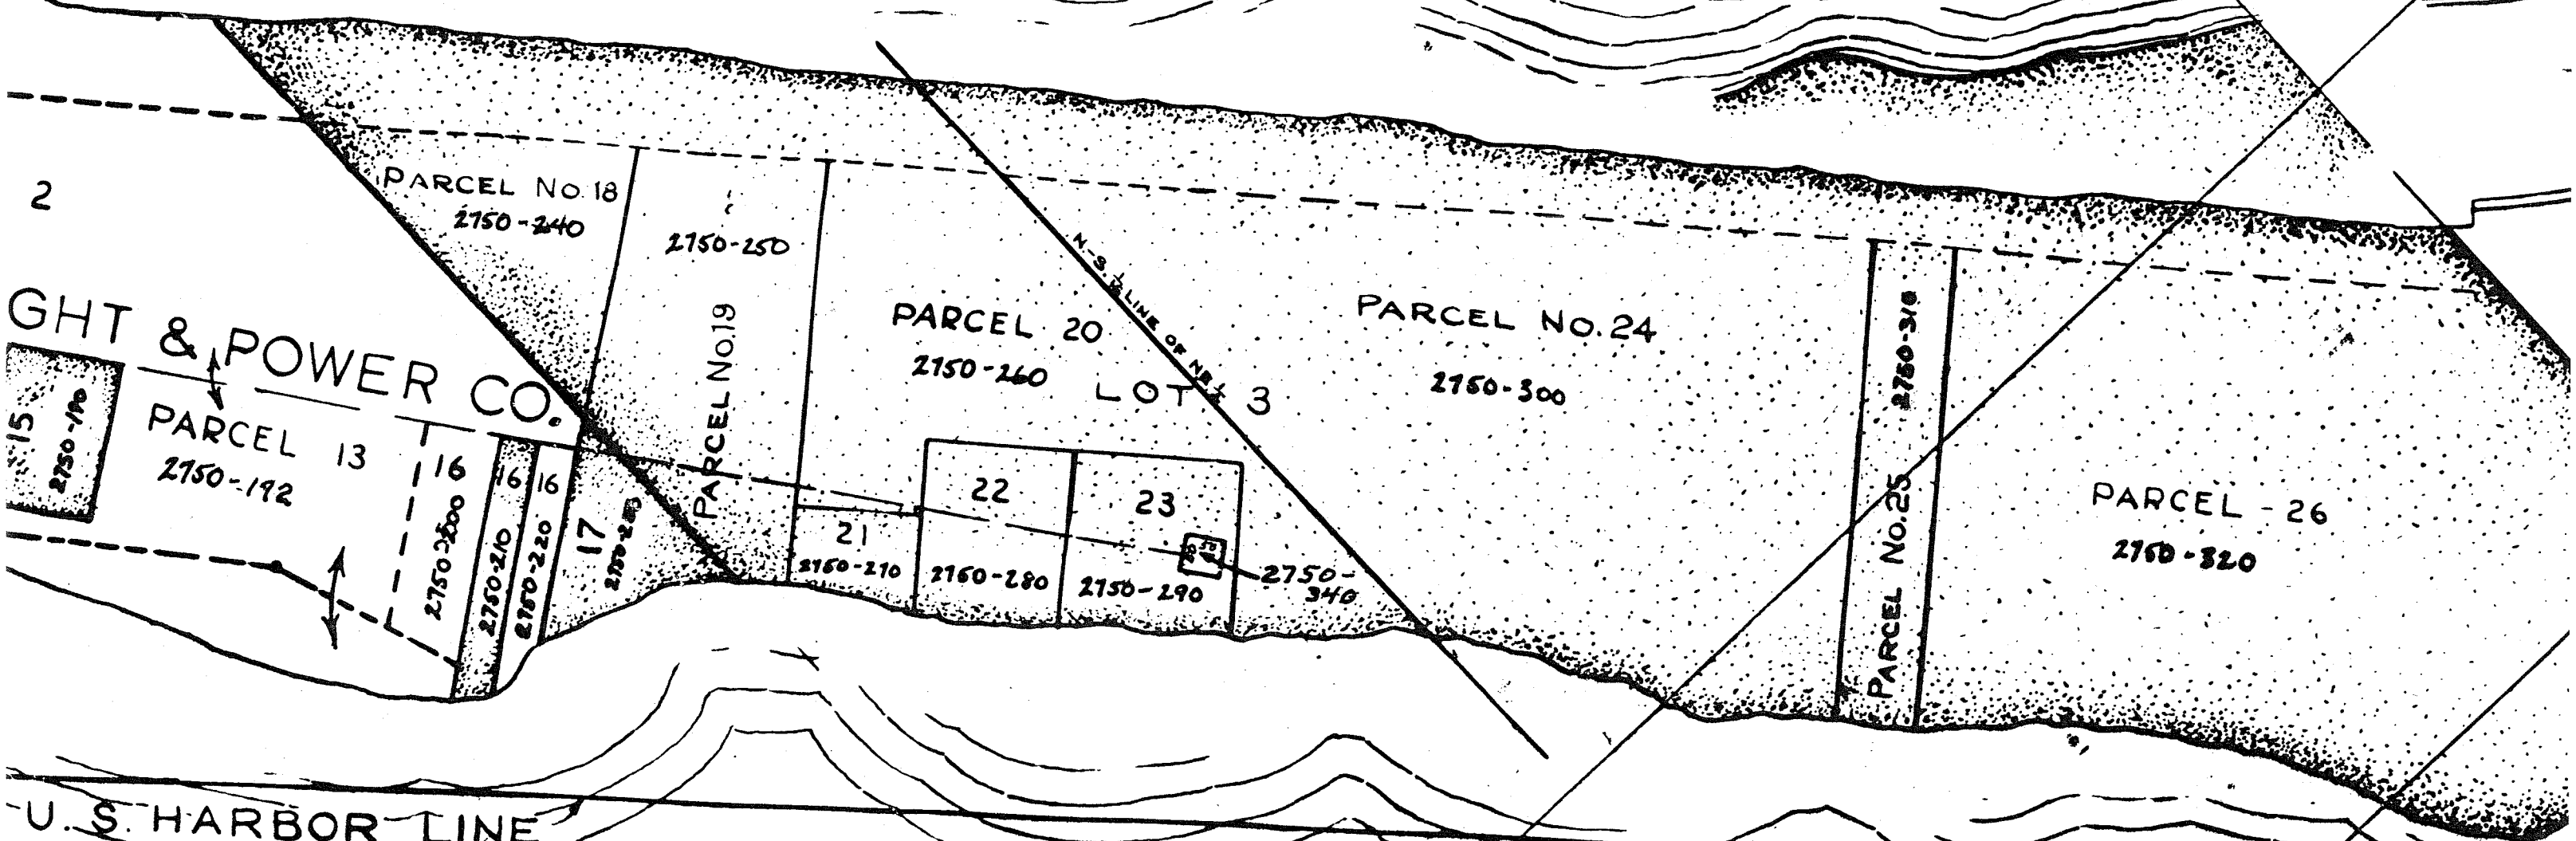 2
PARCEL No. 18
2750-240
2750-250
PARCEL No.19
PARCEL 20
2750-260
N-S ⅛ LINE OF NE¼
LOT 3
PARCEL No. 24
2750-300
PARCEL No.25 2750-310
PARCEL - 26
2750-320
GHT & POWER CO.
15
2750-190
PARCEL 13
2750-192
16
2750-200
16
2750-210
16
2750-220
17
21
2750-270
22
2750-280
23
2750-290
2750-
340
U.S. HARBOR LINE